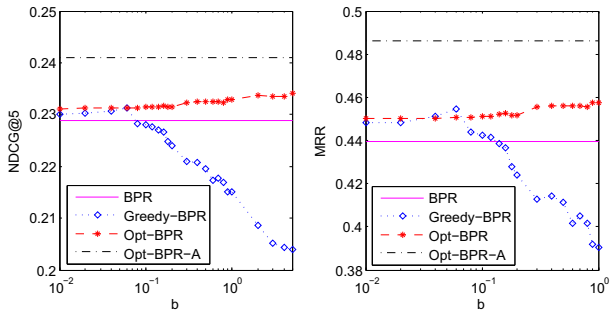 0.25
0.24
0.23
0.22
0.21
0.2
NDCG@5
10^-2
10^-1
10^0
b
BPR
Greedy-BPR
Opt-BPR
Opt-BPR-A
0.5
0.48
0.46
0.44
0.42
0.4
0.38
MRR
10^-2
10^-1
10^0
b
BPR
Greedy-BPR
Opt-BPR
Opt-BPR-A